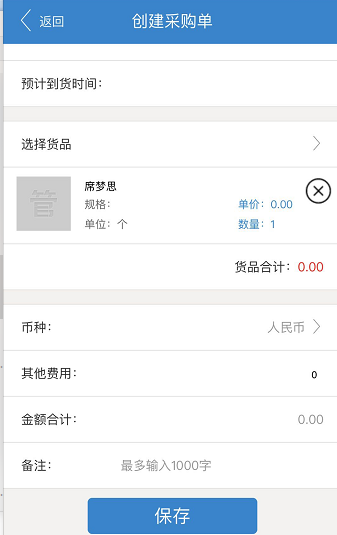 返回
创建采购单
预计到货时间:
选择货品
管
席梦思
规格:
单价: 0.00
单位: 个
数量: 1
货品合计: 0.00
币种:
人民币
其他费用:
0
金额合计:
0.00
备注:
最多输入1000字
保存